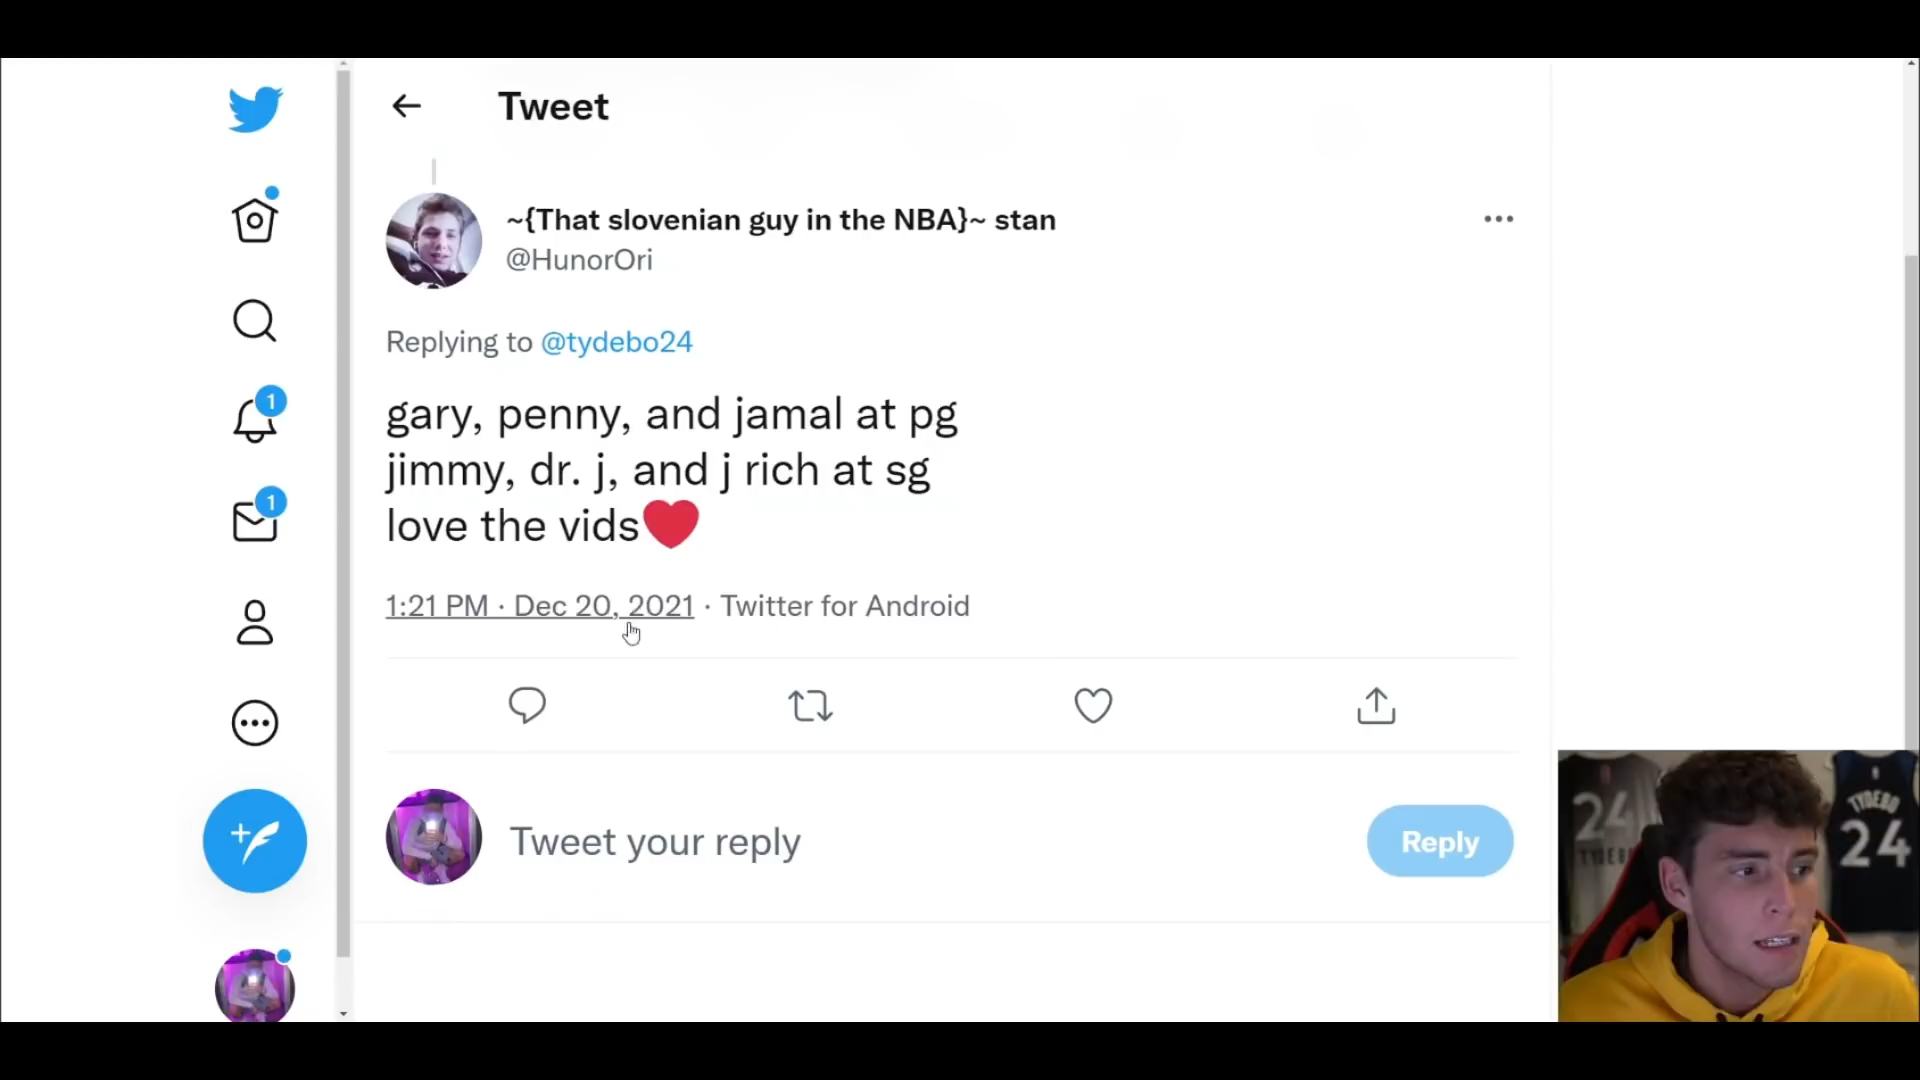 Tweet
~{That slovenian guy in the NBA}~ stan
@HunorOri
Replying to @tydebo24
gary, penny, and jamal at pg
jimmy, dr. j, and j rich at sg
love the vids❤️
1:21 PM · Dec 20, 2021 · Twitter for Android
Tweet your reply
Reply
1
1
24
TYDEBO
24